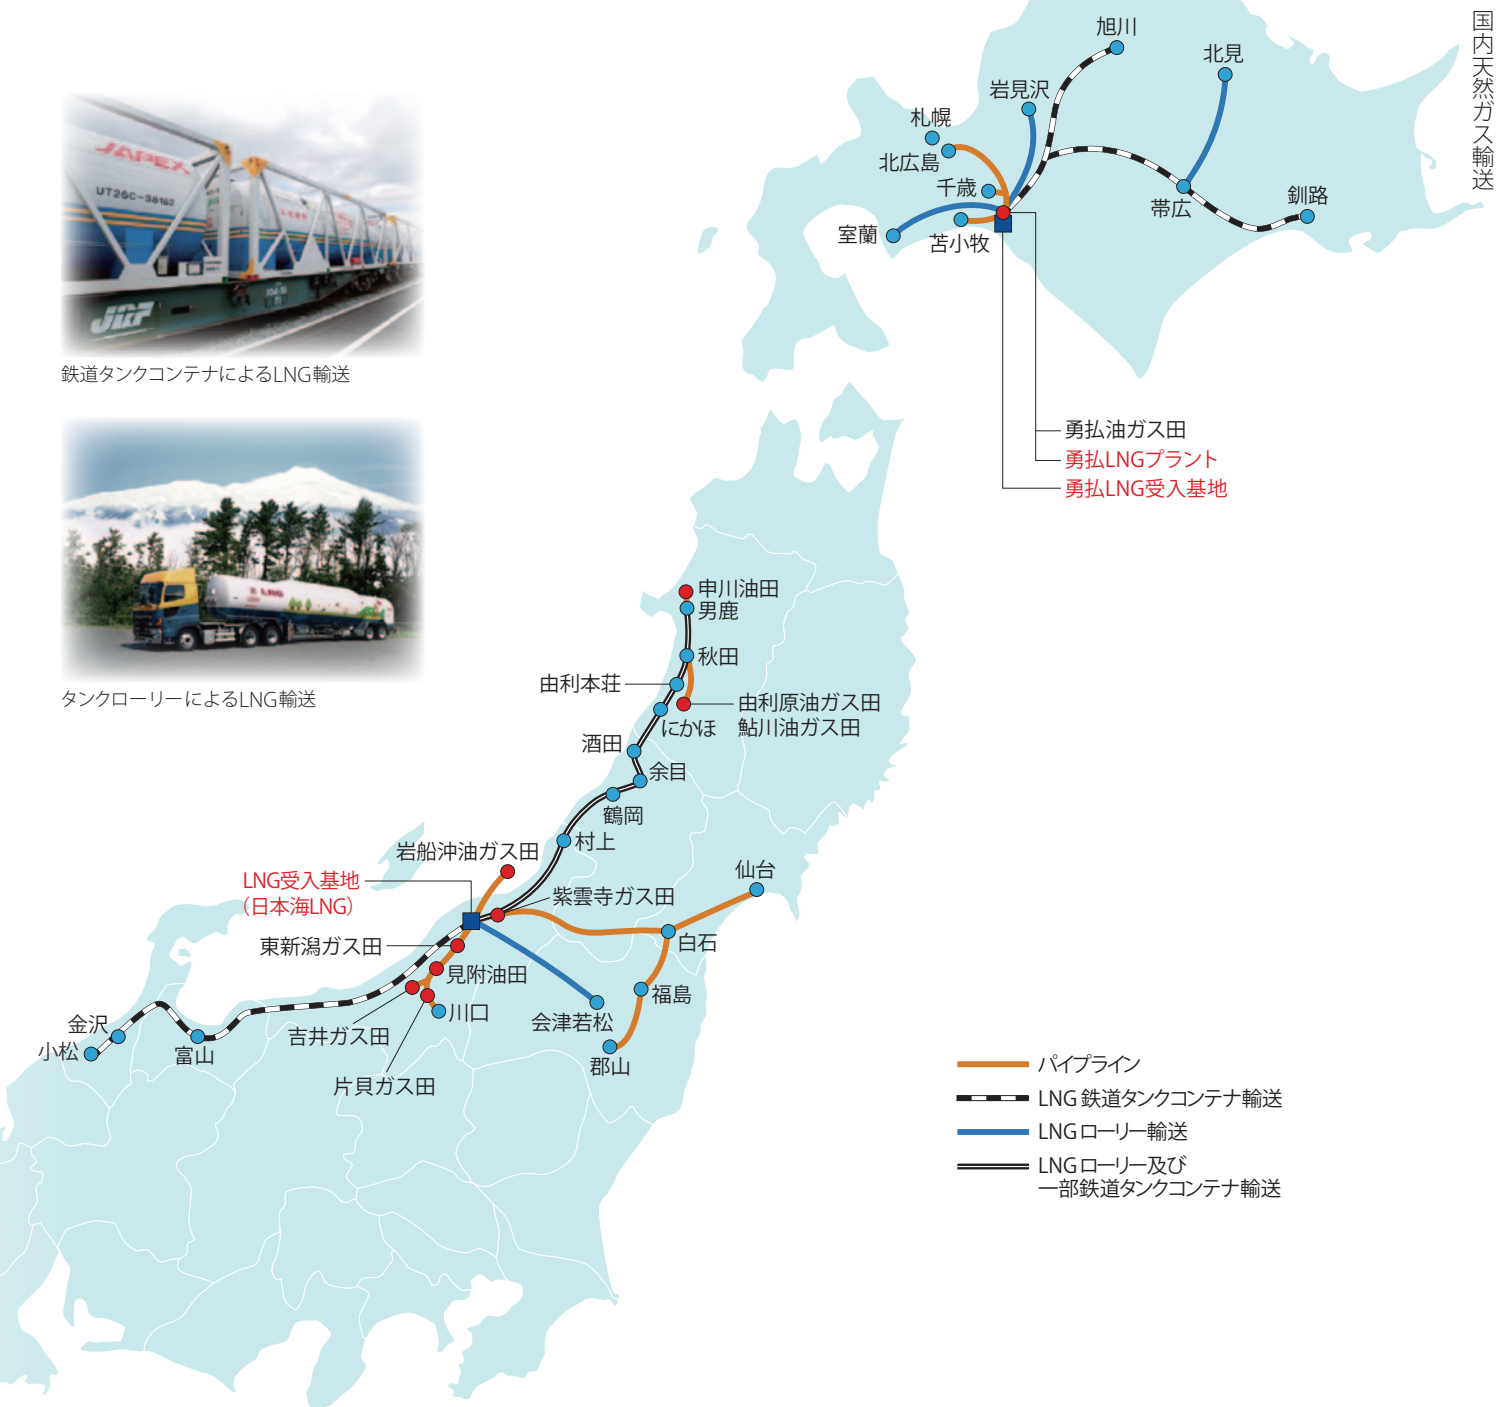 国内天然ガス輸送
旭川
北見
岩見沢
札幌
北広島
千歳
帯広
釧路
室蘭
苫小牧
JAPEX
UT26C-38182
JOT
鉄道タンクコンテナによるLNG輸送
勇払油ガス田
勇払LNGプラント
勇払LNG受入基地
LNG
タンクローリーによるLNG輸送
申川油田
男鹿
秋田
由利本荘
由利原油ガス田
鮎川油ガス田
にかほ
酒田
余目
鶴岡
村上
岩船沖油ガス田
仙台
LNG受入基地
（日本海LNG）
紫雲寺ガス田
東新潟ガス田
白石
見附油田
福島
川口
会津若松
吉井ガス田
金沢
小松
富山
郡山
片貝ガス田
パイプライン
LNG 鉄道タンクコンテナ輸送
LNG ローリー輸送
LNG ローリー及び
一部鉄道タンクコンテナ輸送